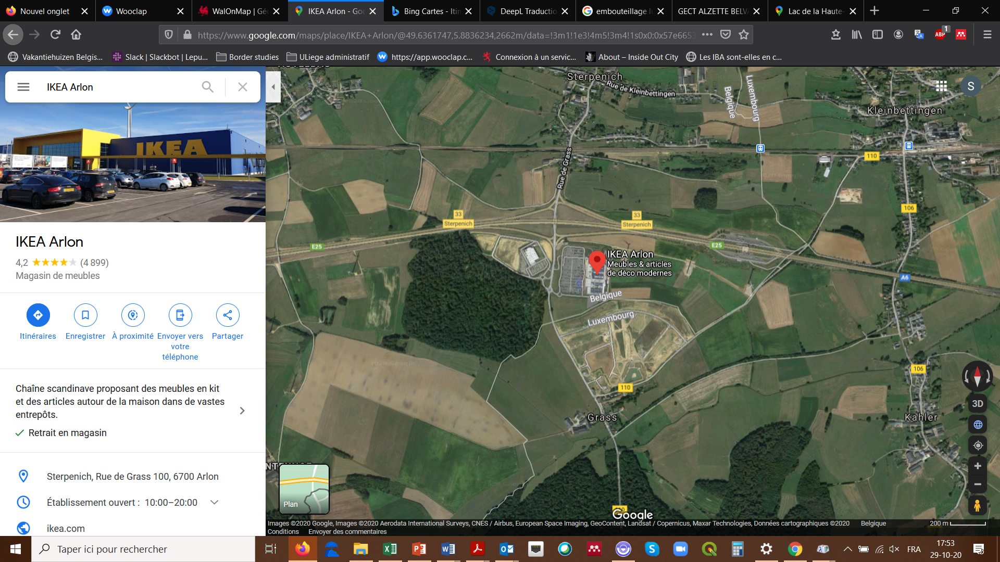 Nouvel onglet
Wooclap
WalOnMap | Gé
IKEA Arlon - Goo
Bing Cartes - Itin
DeepL Traductio
embouteillage lu
GECT ALZETTE BELVA
Lac de la Haute-
https://www.google.com/maps/place/IKEA+Arlon/@49.6361747,5.8836234,2662m/data=!3m1!1e3!4m5!3m4!1s0x0:0x57e6653
ABP
1
Vakantiehuizen Belgis...
Slack | Slackbot | Lepu...
Border studies
ULiege administratif
https://app.wooclap.c...
Connexion à un servic...
About – Inside Out City
Les IBA sont-elles en c...
IKEA Arlon
IKEA
IKEA Arlon
4,2
(4 899)
Magasin de meubles
Itinéraires
Enregistrer
À proximité
Envoyer vers
votre
téléphone
Partager
Chaîne scandinave proposant des meubles en kit
et des articles autour de la maison dans de vastes
entrepôts.
Retrait en magasin
Sterpenich, Rue de Grass 100, 6700 Arlon
Établissement ouvert : 10:00–20:00
ikea.com
Sterpenich
Rue de Kleinbettingen
Belgique
Luxembourg
S
Kleinbettingen
110
Rue de Grass
106
33
Sterpenich
33
Sterpenich
E25
E25
IKEA Arlon
Meubles & articles
de déco modernes
A6
Belgique
Luxembourg
106
110
Grass
Kahler
3D
Plan
Google
Images ©2020 Google, Images ©2020 Aerodata International Surveys, CNES / Airbus, European Space Imaging, GeoContent, Landsat / Copernicus, Maxar Technologies, Données cartographiques ©2020
Belgique
200 m
Conditions
Envoyer des commentaires
Taper ici pour rechercher
FRA
17:53
29-10-20